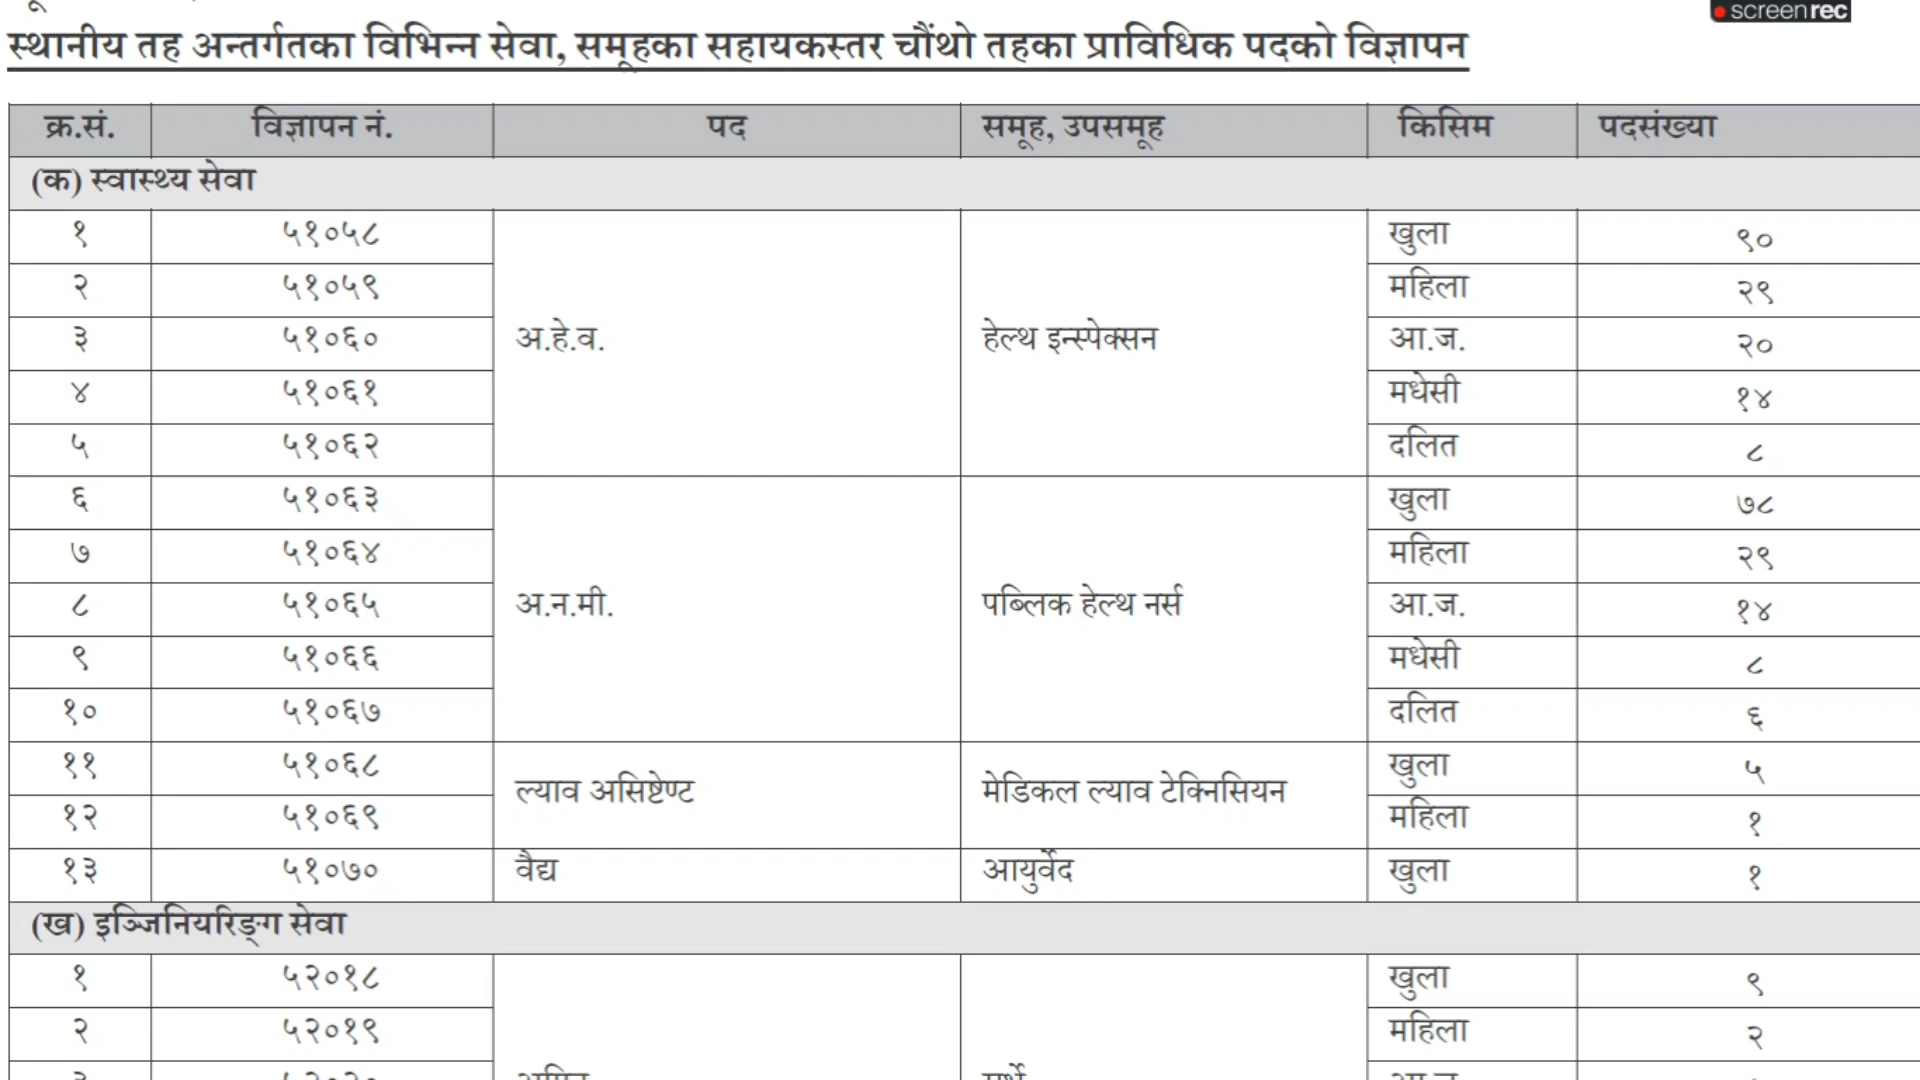 screenrec
स्थानीय तह अन्तर्गतका विभिन्न सेवा, समूहका सहायकस्तर चौंथो तहका प्राविधिक पदको विज्ञापन
क्र.सं. विज्ञापन नं. पद समूह, उपसमूह किसिम पदसंख्या
(क) स्वास्थ्य सेवा
१ ५१०५८ खुला ९०
२ ५१०५९ महिला २९
३ ५१०६० अ.हे.व. हेल्थ इन्स्पेक्सन आ.ज. २०
४ ५१०६१ मधेसी १४
५ ५१०६२ दलित ८
६ ५१०६३ खुला ७८
७ ५१०६४ महिला २९
८ ५१०६५ अ.न.मी. पब्लिक हेल्थ नर्स आ.ज. १४
९ ५१०६६ मधेसी ८
१० ५१०६७ दलित ६
११ ५१०६८ खुला ५
ल्याव असिष्टेण्ट मेडिकल ल्याव टेक्निसियन
१२ ५१०६९ महिला १
१३ ५१०७० वैद्य आयुर्वेद खुला १
(ख) इञ्जिनियरिङ्ग सेवा
१ ५२०१८ खुला ९
२ ५२०१९ महिला २